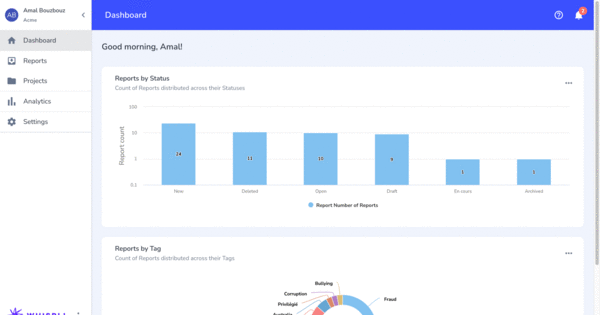 AB
Amal Bouzbouz
Acme
Dashboard
Reports
Projects
Analytics
Settings
Dashboard
Good morning, Amal!
Reports by Status
Count of Reports distributed across their Statuses
Report count
100
10
1
0.1
24
11
10
9
1
1
New
Deleted
Open
Draft
En cours
Archived
Report Number of Reports
Reports by Tag
Count of Reports distributed across their Tags
Bullying
Corruption
Privilégié
Fraud